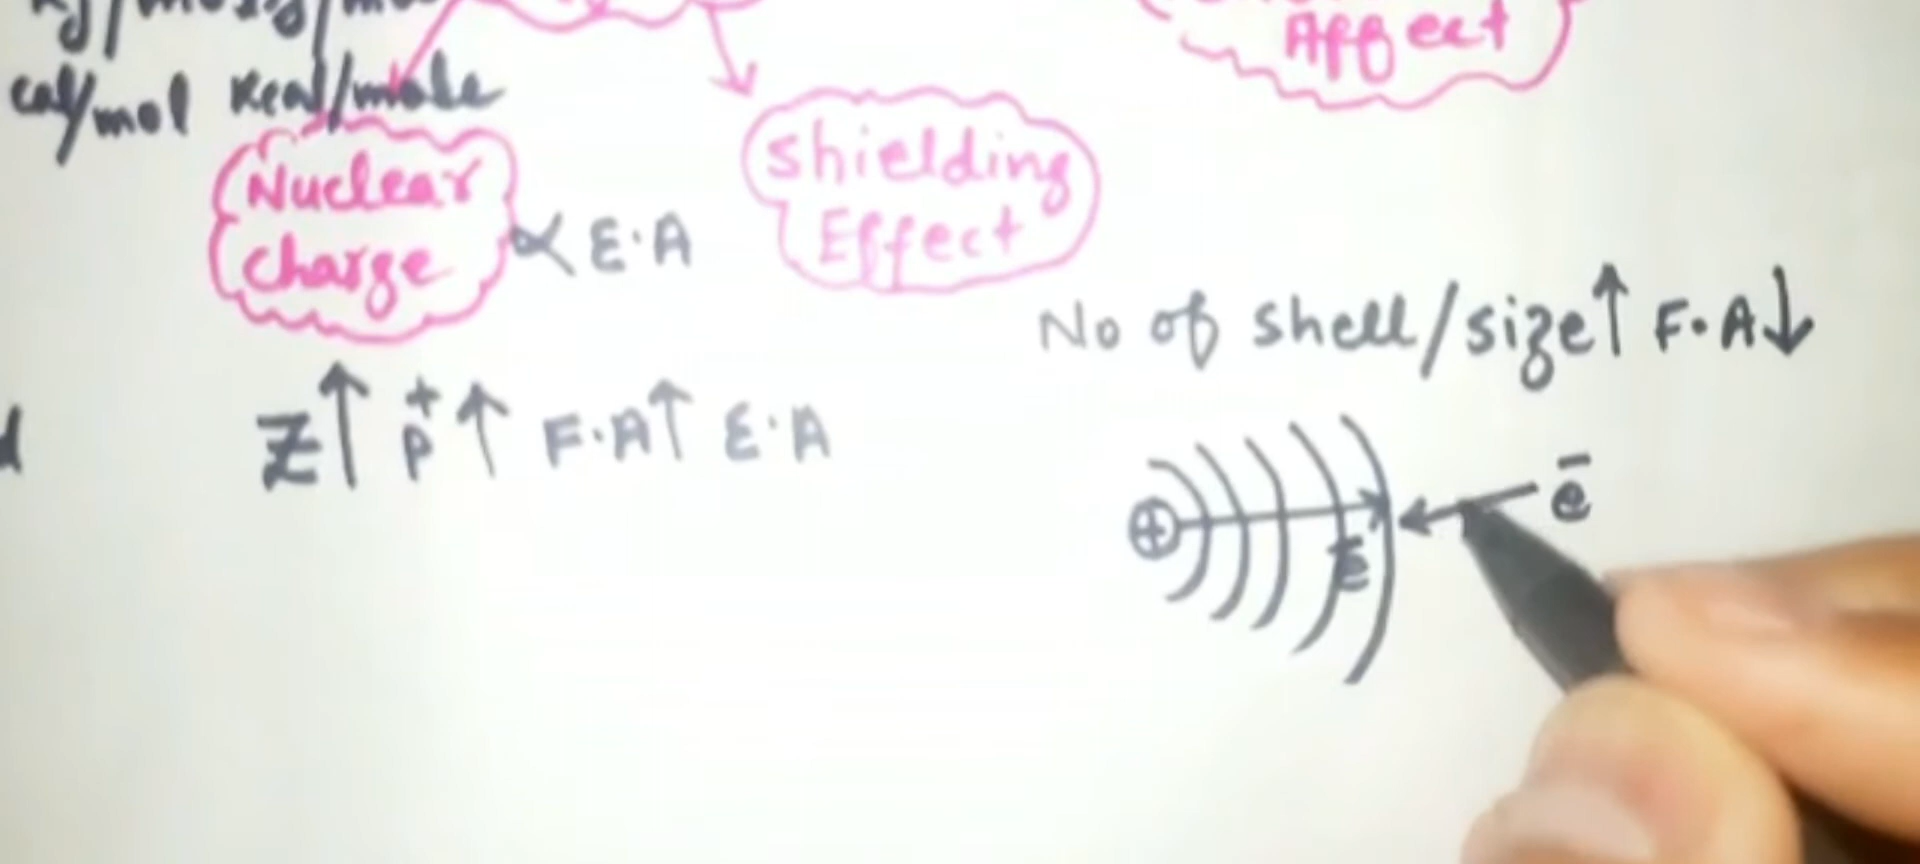 cal/mol Kcal/mole
Affect
Nuclear
charge
∝ E.A
Shielding
Effect
No of shell/size↑ F.A↓
Z↑ p⁺↑ F.A↑ E.A
⊕
ē
ē